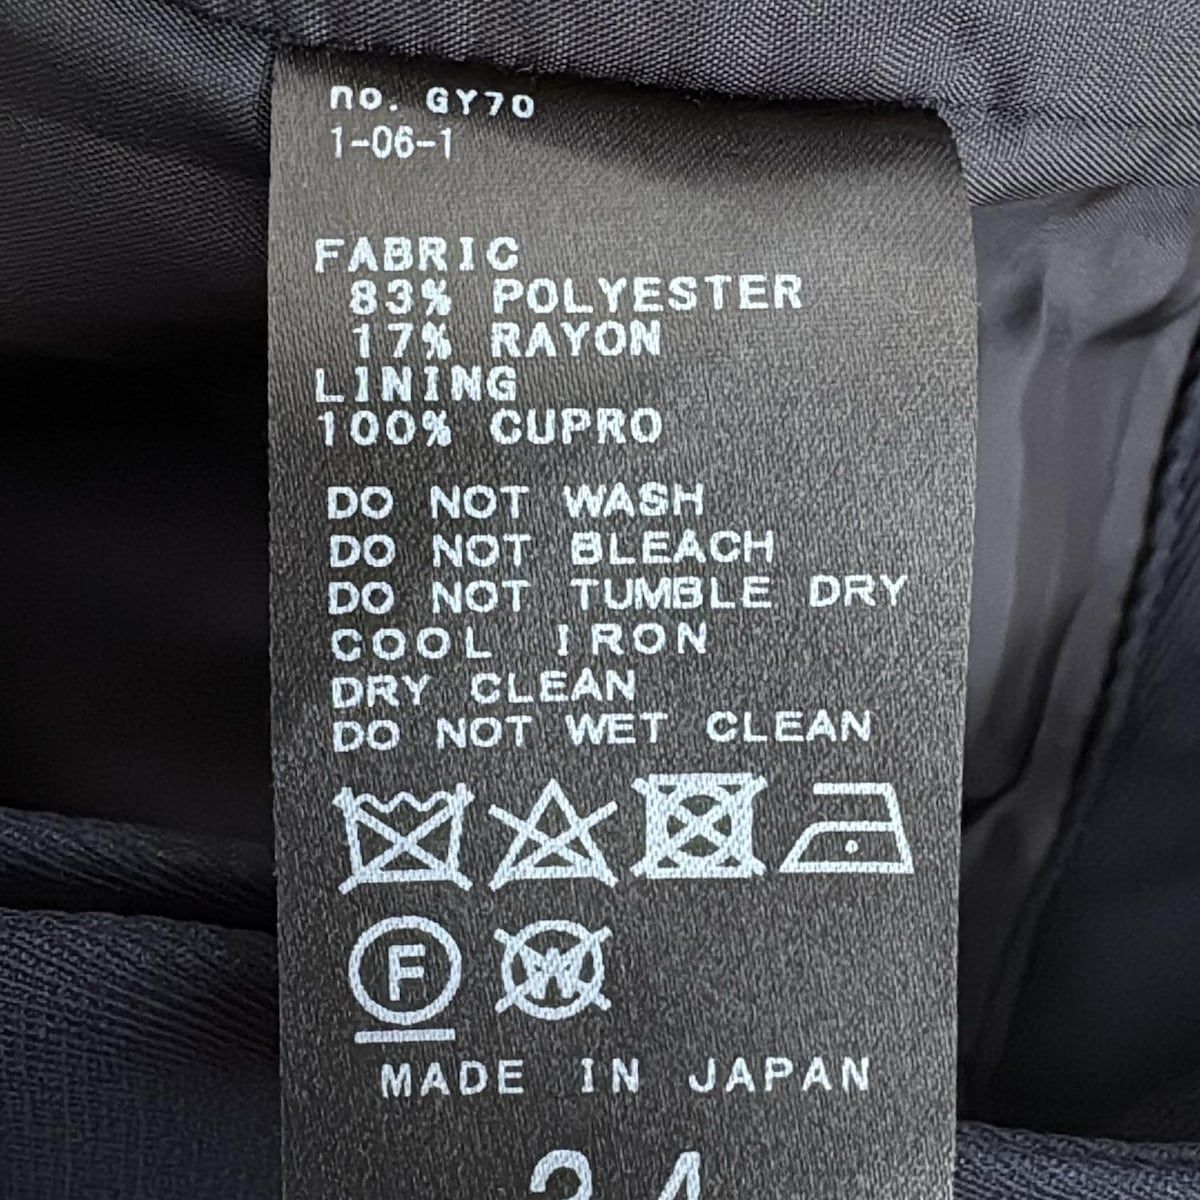 no. GY70
1-06-1
FABRIC
83% POLYESTER
17% RAYON
LINING
100% CUPRO
DO NOT WASH
DO NOT BLEACH
DO NOT TUMBLE DRY
COOL IRON
DRY CLEAN
DO NOT WET CLEAN
F W
MADE IN JAPAN